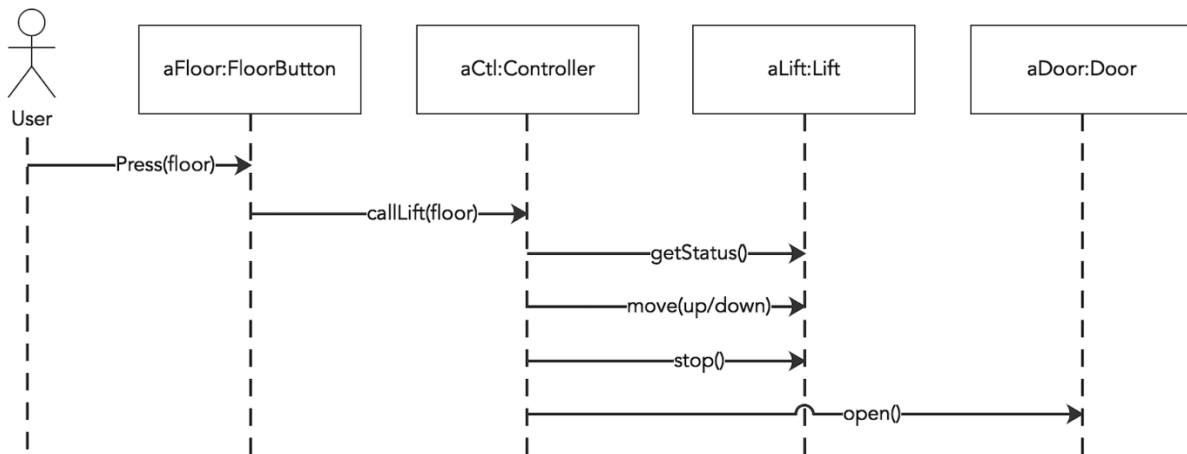 aFloor:FloorButton
aCtl:Controller
aLift:Lift
aDoor:Door
User
Press(floor)
callLift(floor)
getStatus()
move(up/down)
stop()
open()